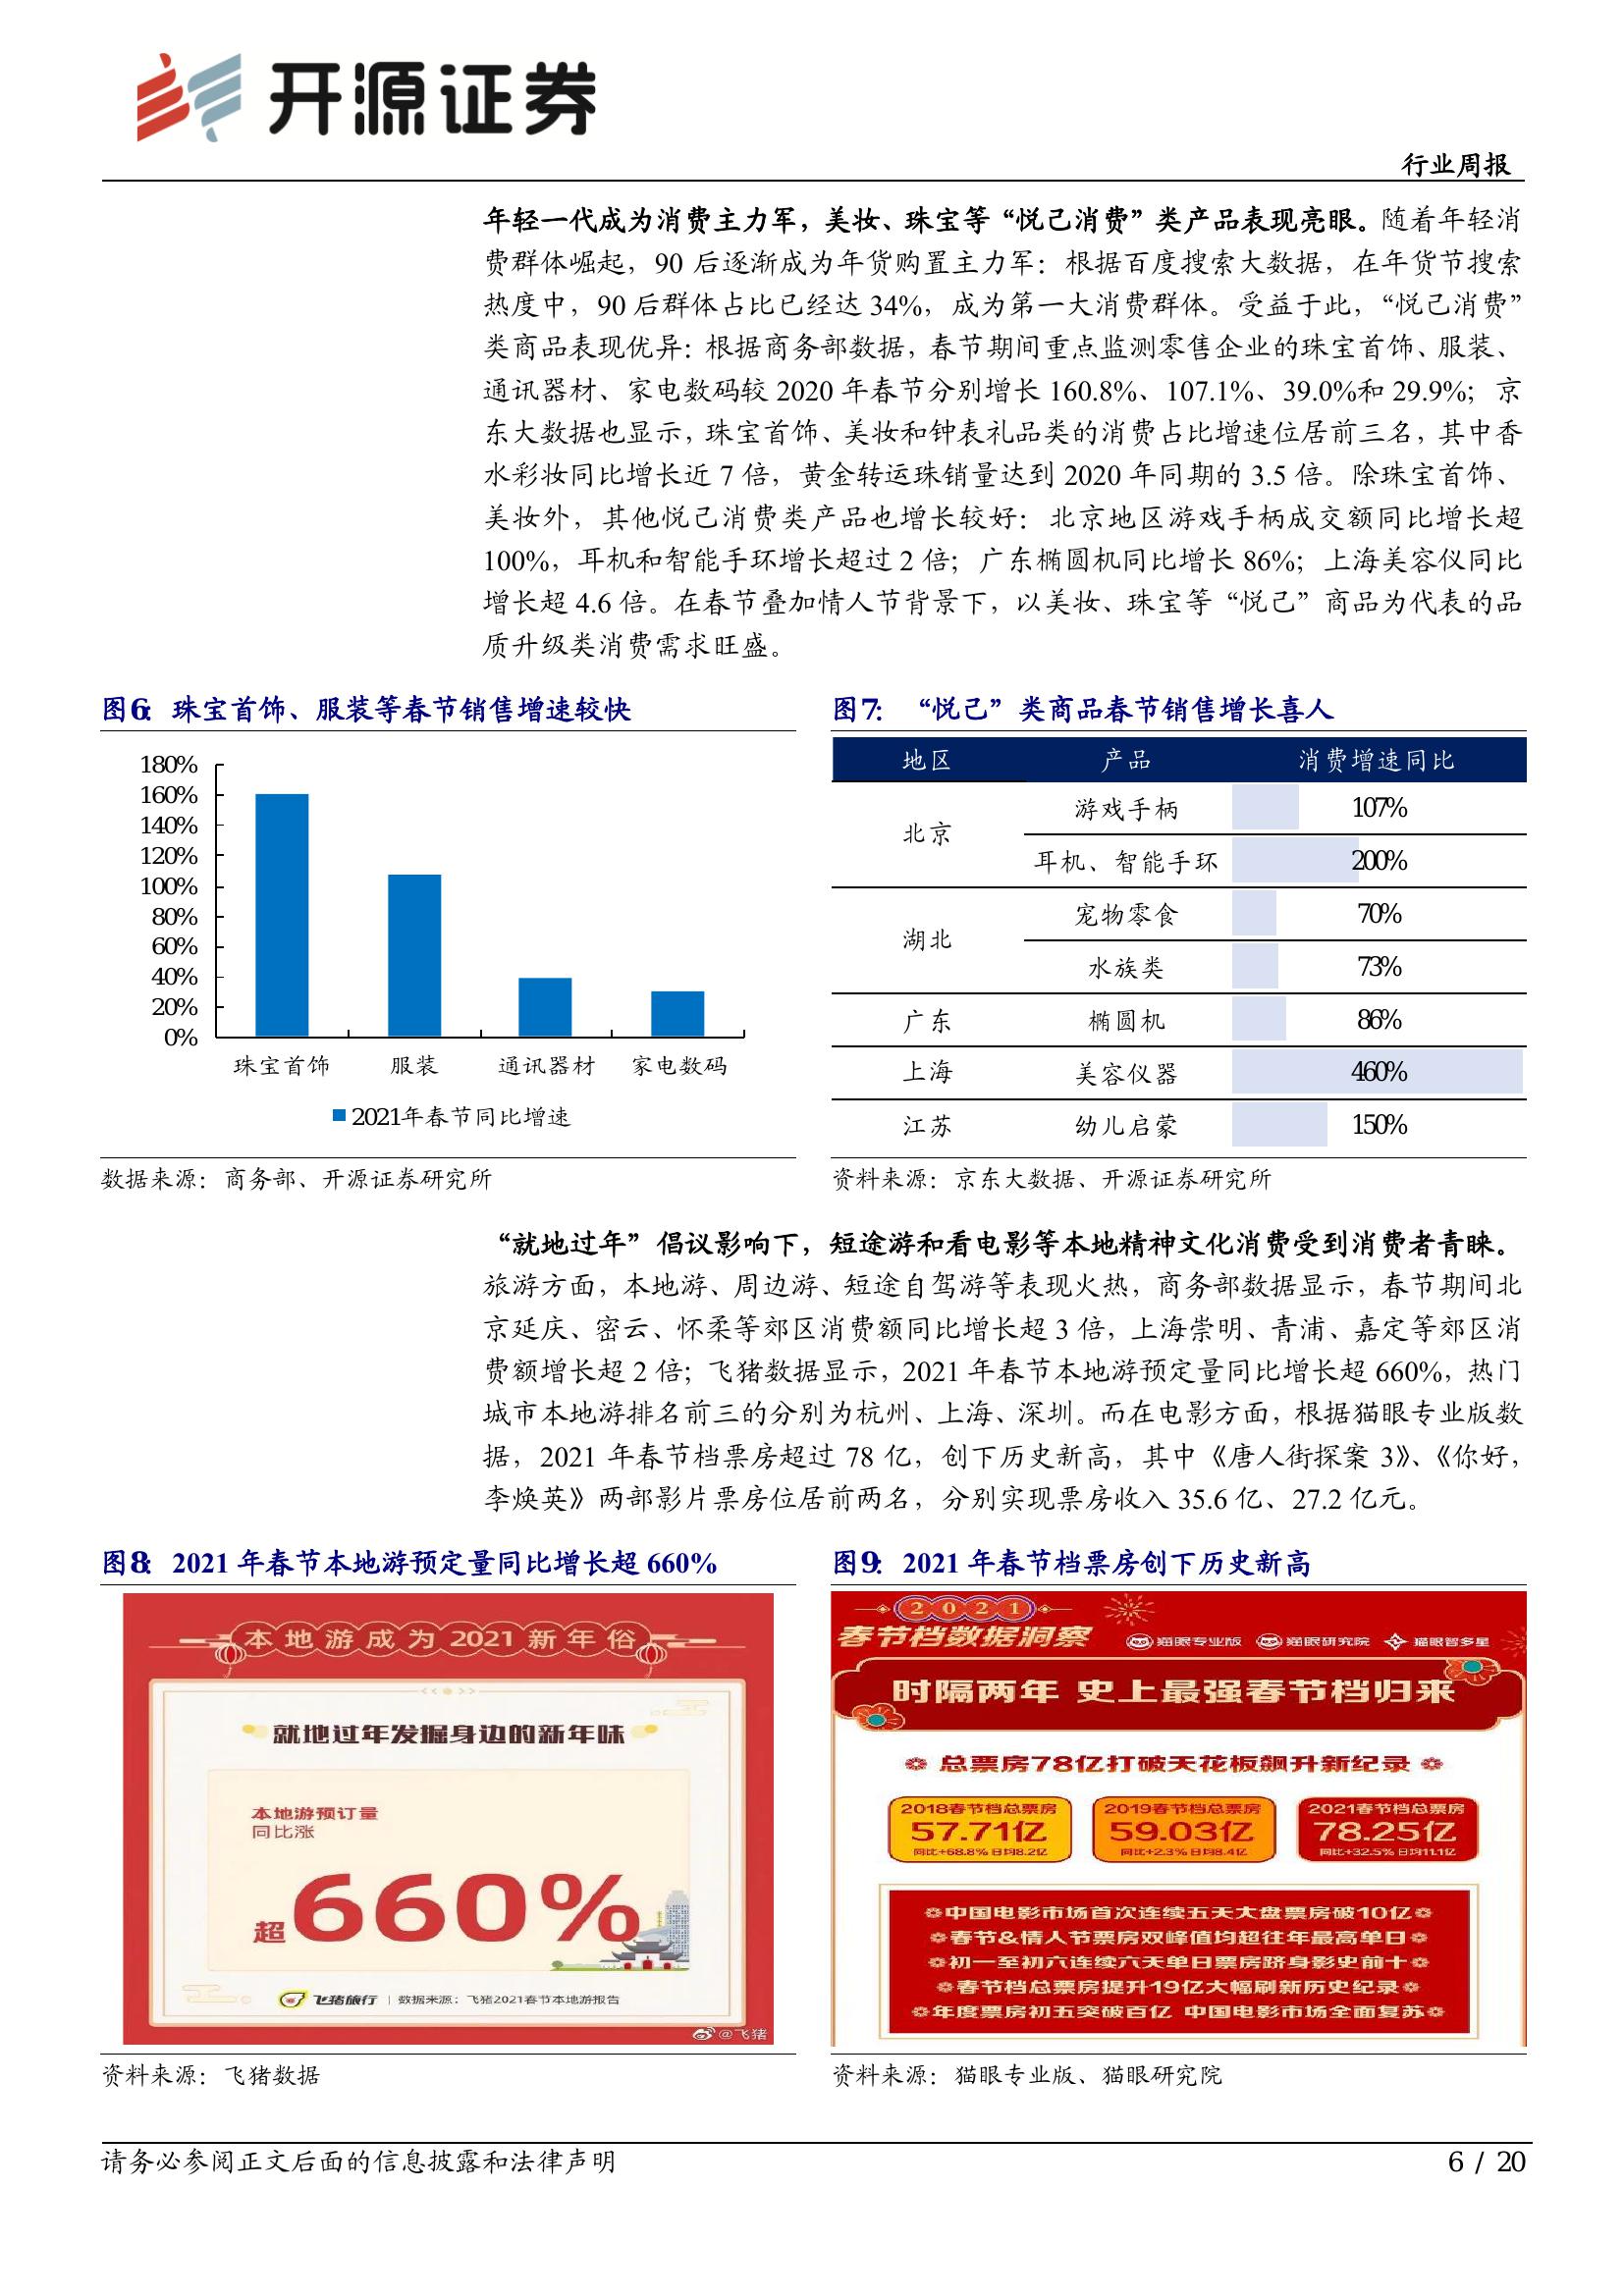 开源证券
行业周报
年轻一代成为消费主力军，美妆、珠宝等“悦己消费”类产品表现亮眼。随着年轻消
费群体崛起，90 后逐渐成为年货购置主力军：根据百度搜索大数据，在年货节搜索
热度中，90 后群体占比已经达 34%，成为第一大消费群体。受益于此，“悦己消费”
类商品表现优异：根据商务部数据，春节期间重点监测零售企业的珠宝首饰、服装、
通讯器材、家电数码较 2020 年春节分别增长 160.8%、107.1%、39.0%和 29.9%；京
东大数据也显示，珠宝首饰、美妆和钟表礼品类的消费占比增速位居前三名，其中香
水彩妆同比增长近 7 倍，黄金转运珠销量达到 2020 年同期的 3.5 倍。除珠宝首饰、
美妆外，其他悦己消费类产品也增长较好：北京地区游戏手柄成交额同比增长超
100%，耳机和智能手环增长超过 2 倍；广东椭圆机同比增长 86%；上海美容仪同比
增长超 4.6 倍。在春节叠加情人节背景下，以美妆、珠宝等“悦己”商品为代表的品
质升级类消费需求旺盛。
图6：珠宝首饰、服装等春节销售增速较快
180%
160%
140%
120%
100%
80%
60%
40%
20%
0%
珠宝首饰 服装 通讯器材 家电数码
2021年春节同比增速
数据来源：商务部、开源证券研究所
图7：“悦己”类商品春节销售增长喜人
地区 产品 消费增速同比
北京 游戏手柄 107%
耳机、智能手环 200%
湖北 宠物零食 70%
水族类 73%
广东 椭圆机 86%
上海 美容仪器 460%
江苏 幼儿启蒙 150%
资料来源：京东大数据、开源证券研究所
“就地过年”倡议影响下，短途游和看电影等本地精神文化消费受到消费者青睐。
旅游方面，本地游、周边游、短途自驾游等表现火热，商务部数据显示，春节期间北
京延庆、密云、怀柔等郊区消费额同比增长超 3 倍，上海崇明、青浦、嘉定等郊区消
费额增长超 2 倍；飞猪数据显示，2021 年春节本地游预定量同比增长超 660%，热门
城市本地游排名前三的分别为杭州、上海、深圳。而在电影方面，根据猫眼专业版数
据，2021 年春节档票房超过 78 亿，创下历史新高，其中《唐人街探案 3》、《你好，
李焕英》两部影片票房位居前两名，分别实现票房收入 35.6 亿、27.2 亿元。
图8：2021 年春节本地游预定量同比增长超 660%
本地游成为2021新年俗
就地过年发掘身边的新年味
本地游预订量
同比涨
超660%
飞猪旅行 | 数据来源：飞猪2021春节本地游报告
@飞猪
资料来源：飞猪数据
图9：2021 年春节档票房创下历史新高
2021
春节档数据洞察
猫眼专业版 猫眼研究院 猫眼智多星
时隔两年 史上最强春节档归来
总票房78亿打破天花板飙升新纪录
2018春节档总票房 2019春节档总票房 2021春节档总票房
57.71亿 59.03亿 78.25亿
同比+68.8% 日均8.2亿 同比+2.3% 日均8.4亿 同比+32.5% 日均11.1亿
中国电影市场首次连续五天大盘票房破10亿
春节&情人节票房双峰值均超往年最高单日
初一至初六连续六天单日票房跻身影史前十
春节档总票房提升19亿大幅刷新历史纪录
年度票房初五突破百亿 中国电影市场全面复苏
资料来源：猫眼专业版、猫眼研究院
请务必参阅正文后面的信息披露和法律声明
6 / 20